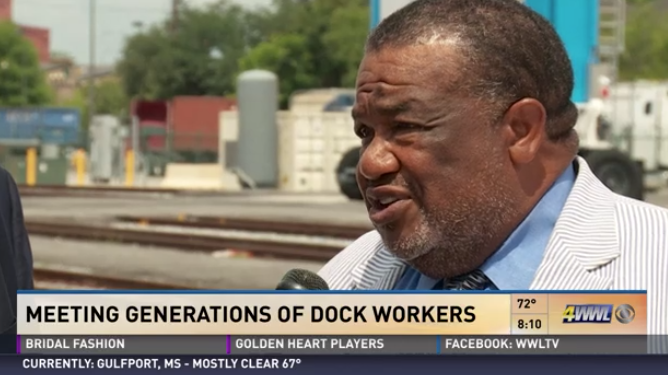 MEETING GENERATIONS OF DOCK WORKERS
72°
8:10
4WWL
BRIDAL FASHION
GOLDEN HEART PLAYERS
FACEBOOK: WWLTV
CURRENTLY: GULFPORT, MS - MOSTLY CLEAR 67°